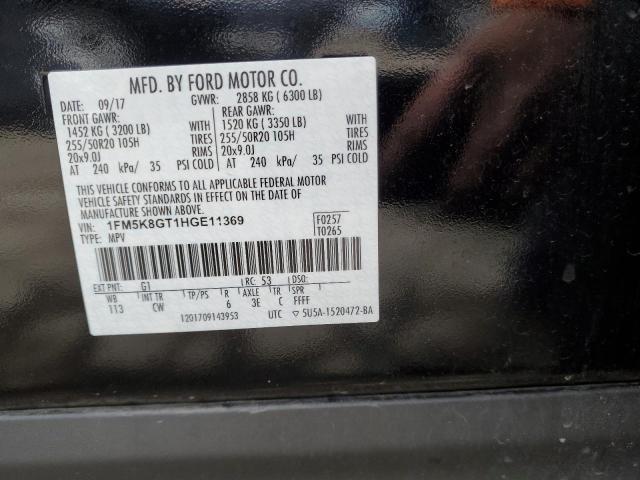 MFD. BY FORD MOTOR CO.
DATE: 09/17 GVWR: 2858 KG ( 6300 LB)
FRONT GAWR: REAR GAWR:
1452 KG ( 3200 LB) WITH 1520 KG ( 3350 LB) WITH
255/50R20 105H TIRES 255/50R20 105H TIRES
20x9.0J RIMS 20x9.0J RIMS
AT 240 kPa/ 35 PSI COLD AT 240 kPa/ 35 PSI COLD
THIS VEHICLE CONFORMS TO ALL APPLICABLE FEDERAL MOTOR
VEHICLE SAFETY STANDARDS IN EFFECT ON THE DATE OF
MANUFACTURE SHOWN ABOVE.
VIN: 1FM5K8GT1HGE11369 F0257
TYPE: MPV T0265
EXT PNT: G1 RC: 53 DSO:
WB INT TR TP/PS R AXLE TR SPR
113 CW 6 3E C FFFF
1201709143953 UTC ▽ 5U5A-1520472-BA